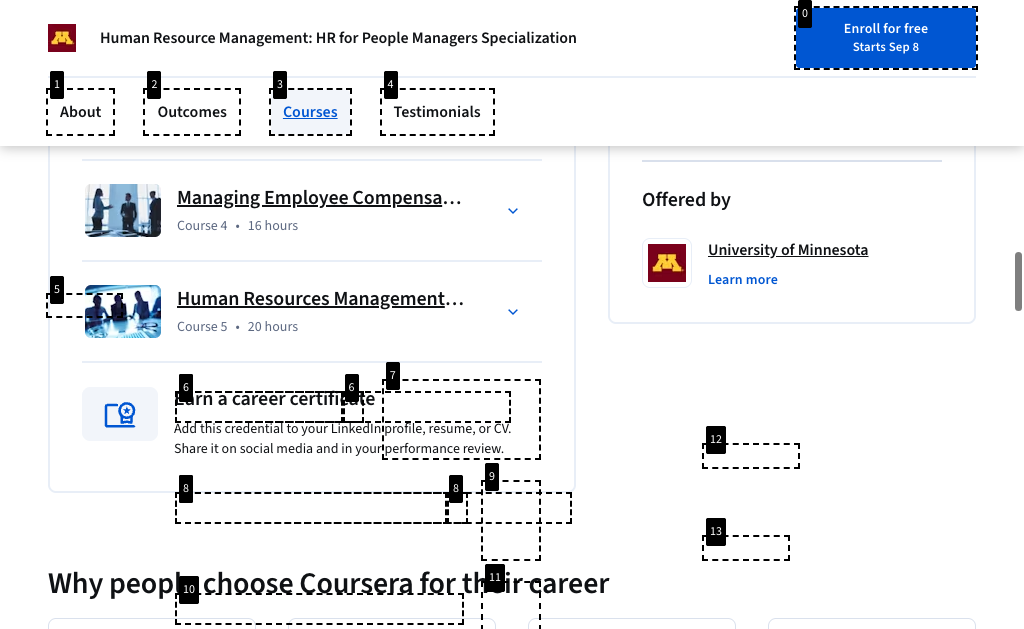 0
Enroll for free
Starts Sep 8
Human Resource Management: HR for People Managers Specialization
1
2
3
4
About
Outcomes
Courses
Testimonials
Managing Employee Compensa...
Course 4 • 16 hours
Offered by
University of Minnesota
Learn more
5
Human Resources Management...
Course 5 • 20 hours
6
6
7
Earn a career certificate
Add this credential to your LinkedIn profile, resume, or CV.
Share it on social media and in your performance review.
12
8
8
9
13
Why people choose Coursera for their career
10
11